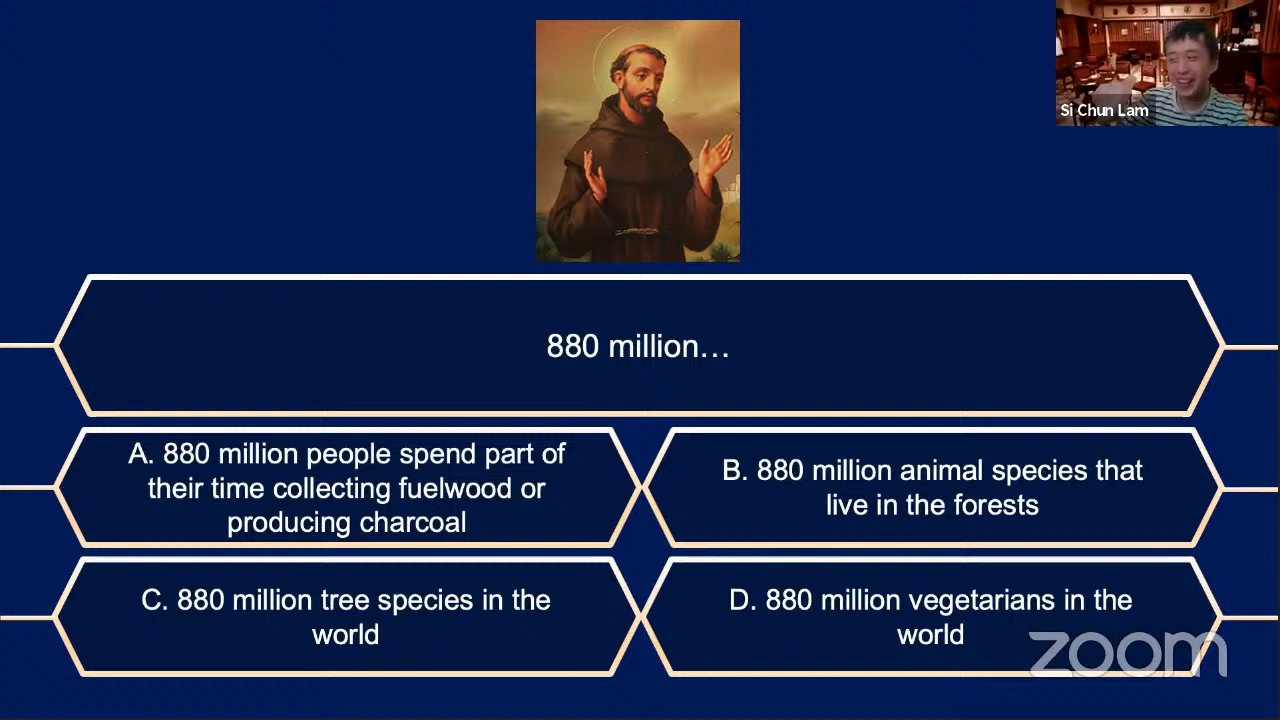 Si Chun Lam
880 million…
A. 880 million people spend part of
their time collecting fuelwood or
producing charcoal
B. 880 million animal species that
live in the forests
C. 880 million tree species in the
world
D. 880 million vegetarians in the
world
zoom